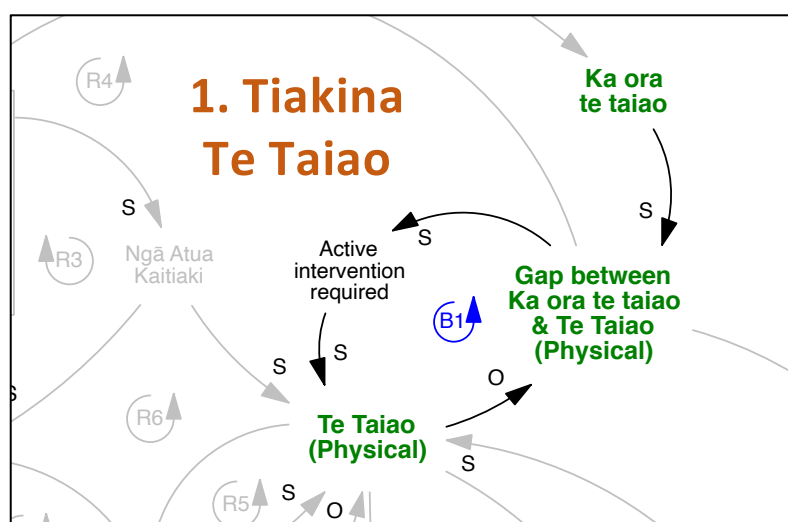 R4
1. Tiakina
Te Taiao
Ka ora
te taiao
S
S
R3
Ngā Atua
Kaitiaki
Active
intervention
required
S
Gap between
Ka ora te taiao
& Te Taiao
(Physical)
B1
S
S
O
S
R6
Te Taiao
(Physical)
S
R5
S
O